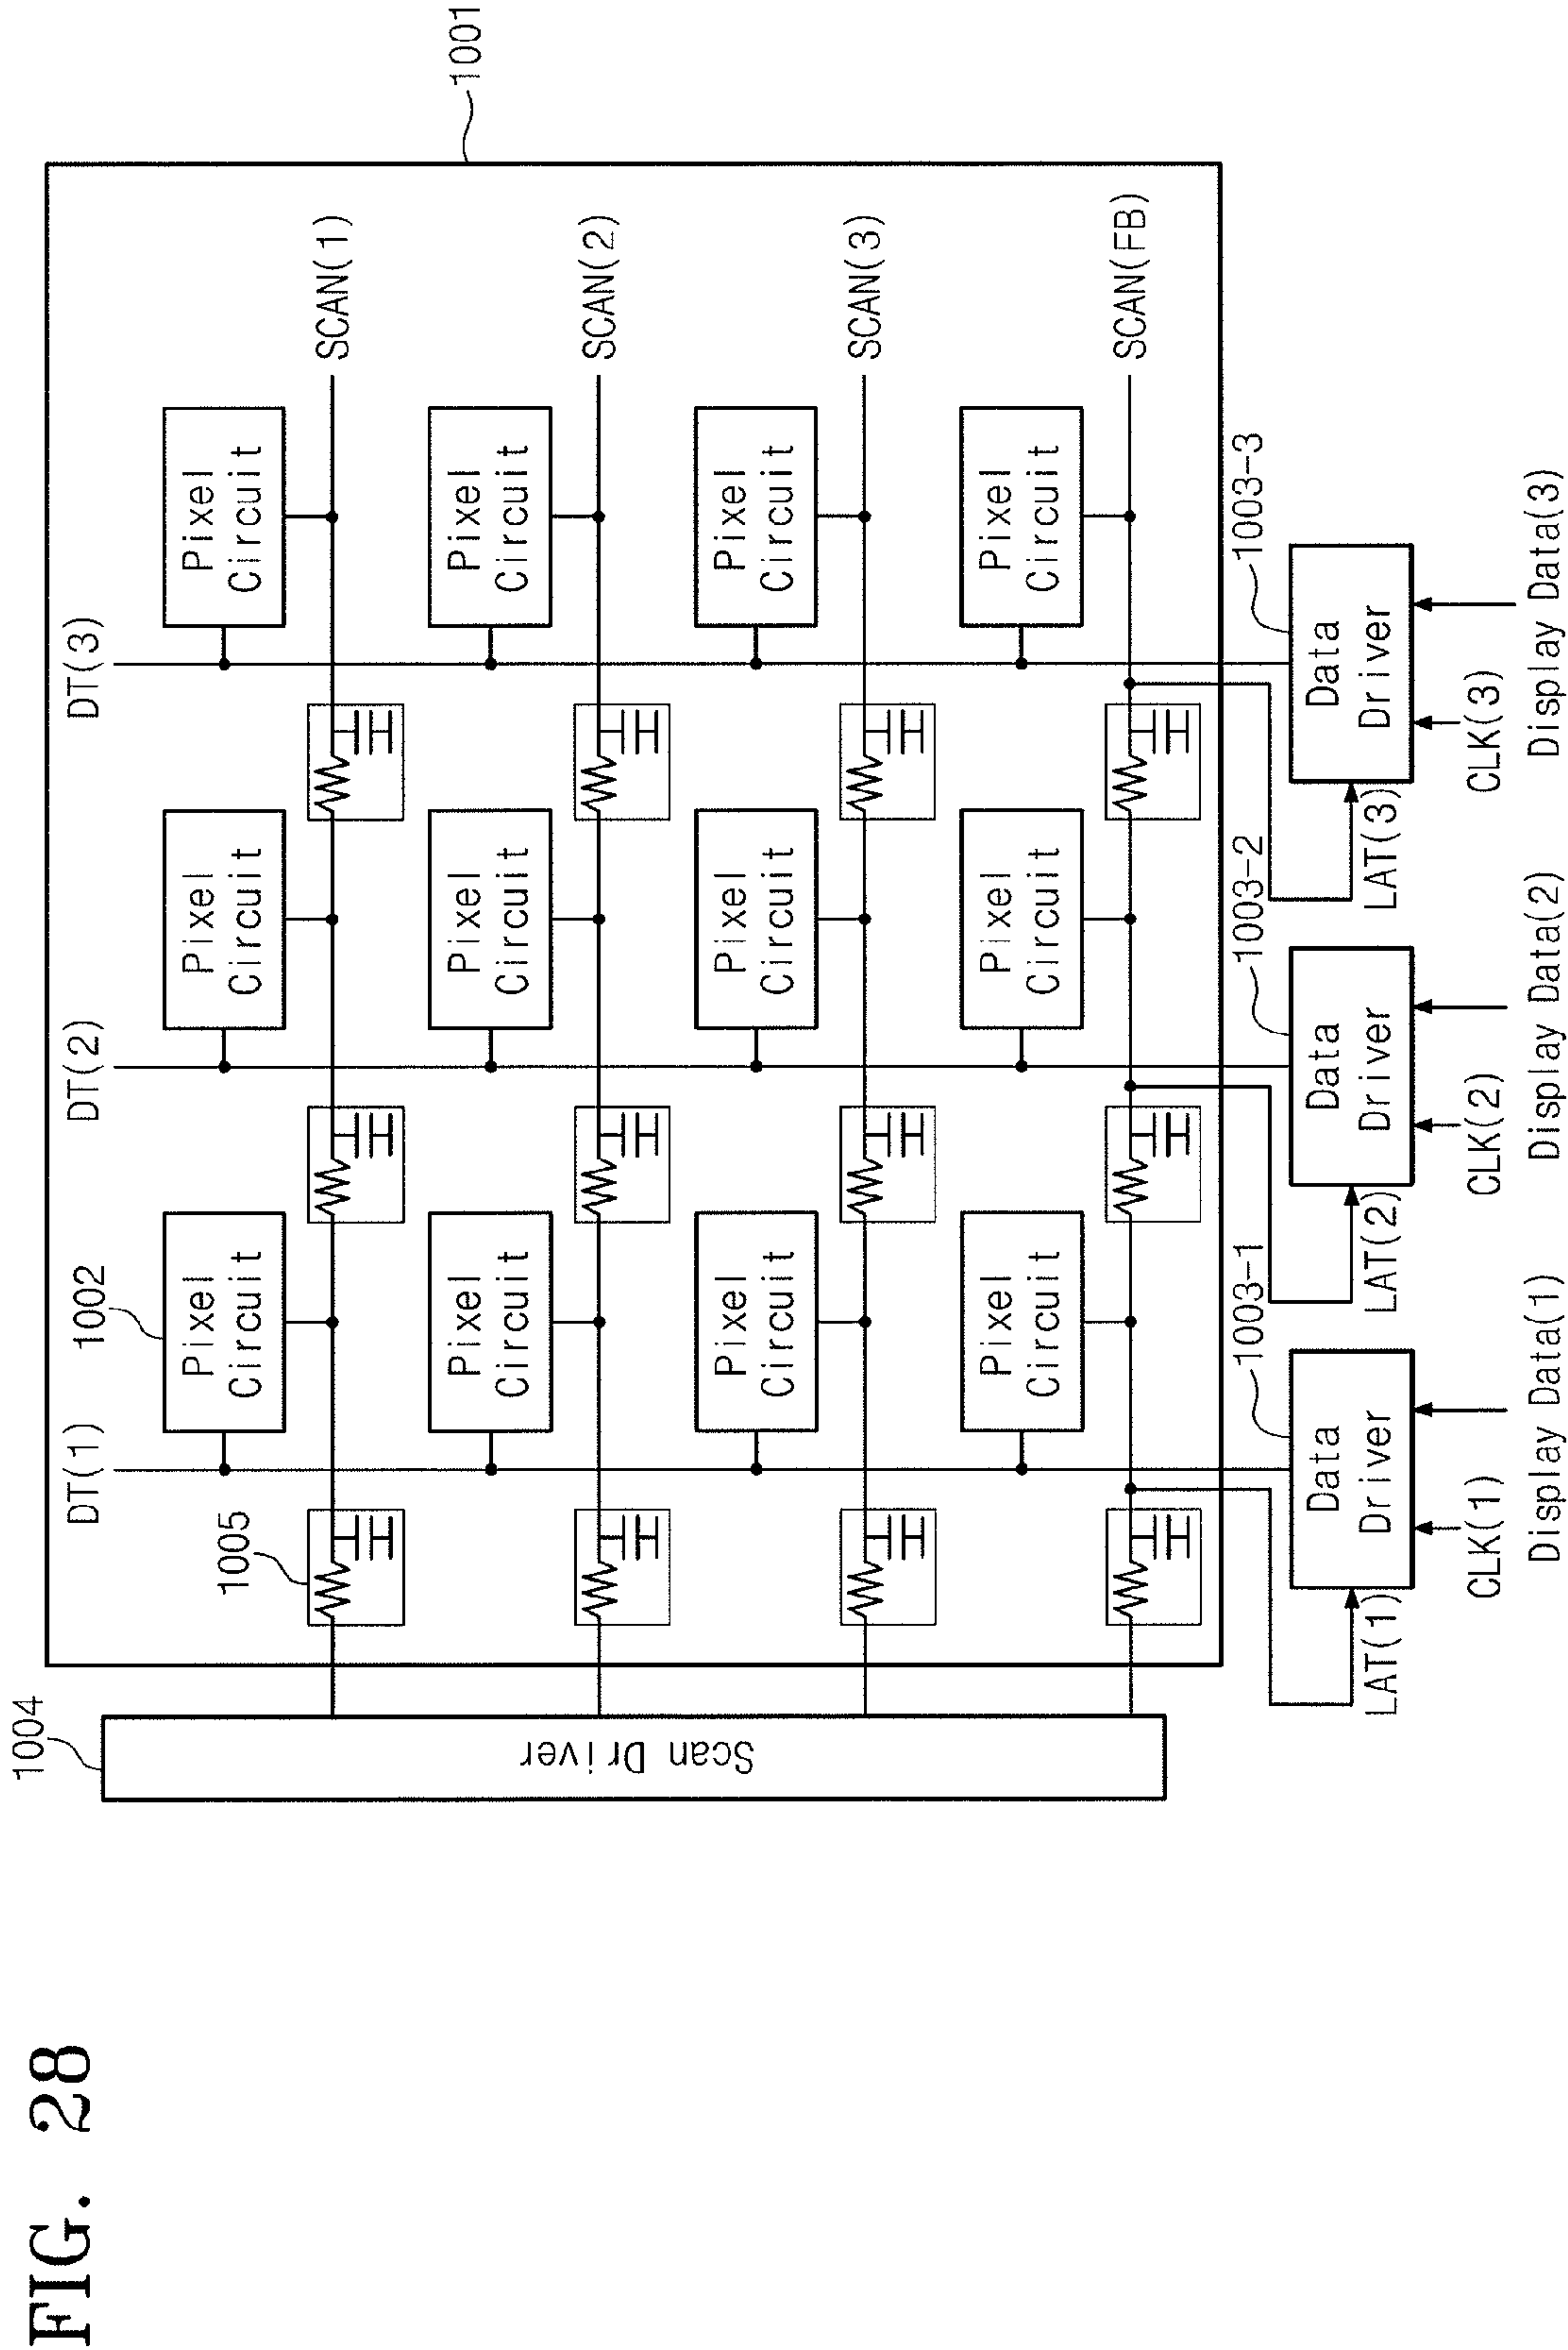 FIG. 28
1004
Scan Driver
1001
DT(1)
DT(2)
DT(3)
1005
1002
Pixel
Circuit
Pixel
Circuit
Pixel
Circuit
SCAN(1)
Pixel
Circuit
Pixel
Circuit
Pixel
Circuit
SCAN(2)
Pixel
Circuit
Pixel
Circuit
Pixel
Circuit
SCAN(3)
Pixel
Circuit
Pixel
Circuit
Pixel
Circuit
SCAN(FB)
1003-1
1003-2
1003-3
Data
Driver
Data
Driver
Data
Driver
LAT(1)
LAT(2)
LAT(3)
CLK(1)
CLK(2)
CLK(3)
Display Data(1)
Display Data(2)
Display Data(3)